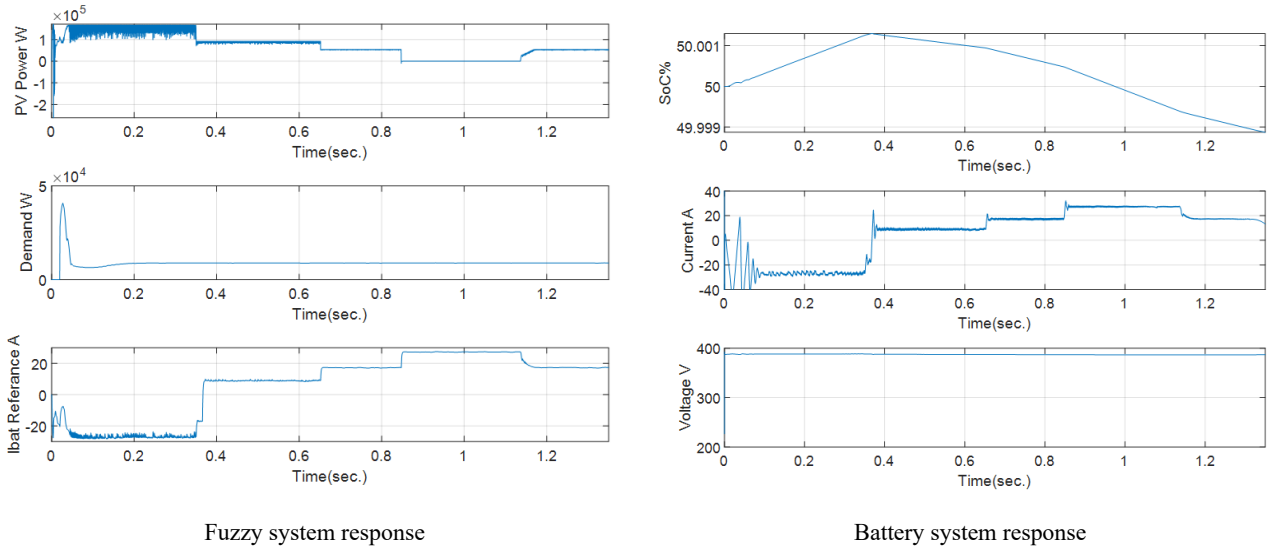 ×10^5
PV Power W
1
0
-1
-2
0 0.2 0.4 0.6 0.8 1 1.2
Time(sec.)
×10^4
Demand W
5
0
0 0.2 0.4 0.6 0.8 1 1.2
Time(sec.)
Ibat Referance A
20
0
-20
0 0.2 0.4 0.6 0.8 1 1.2
Time(sec.)
Fuzzy system response
SoC%
50.001
50
49.999
0 0.2 0.4 0.6 0.8 1 1.2
Time(sec.)
Current A
40
20
0
-20
-40
0 0.2 0.4 0.6 0.8 1 1.2
Time(sec.)
Voltage V
400
300
200
0 0.2 0.4 0.6 0.8 1 1.2
Time(sec.)
Battery system response